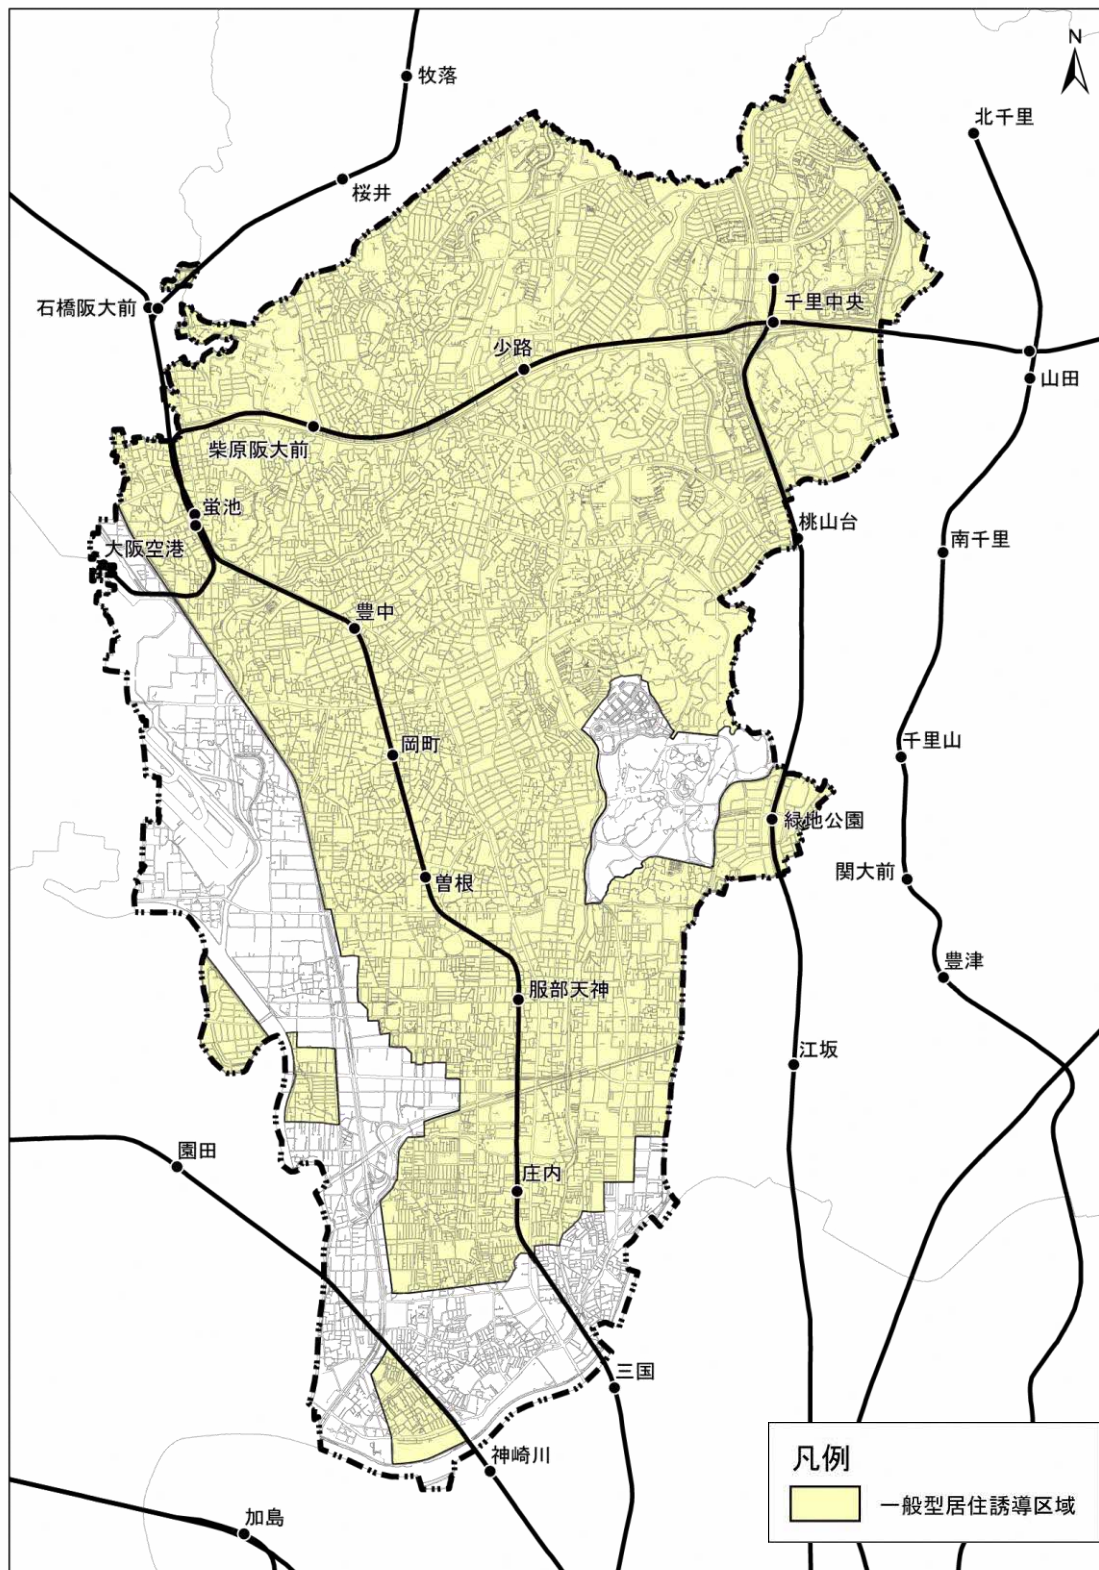 N
牧落
北千里
桜井
千里中央
石橋阪大前
少路
山田
柴原阪大前
蛍池
桃山台
大阪空港
南千里
豊中
岡町
千里山
緑地公園
関大前
曽根
豊津
服部天神
江坂
園田
庄内
三国
凡例
神崎川
一般型居住誘導区域
加島